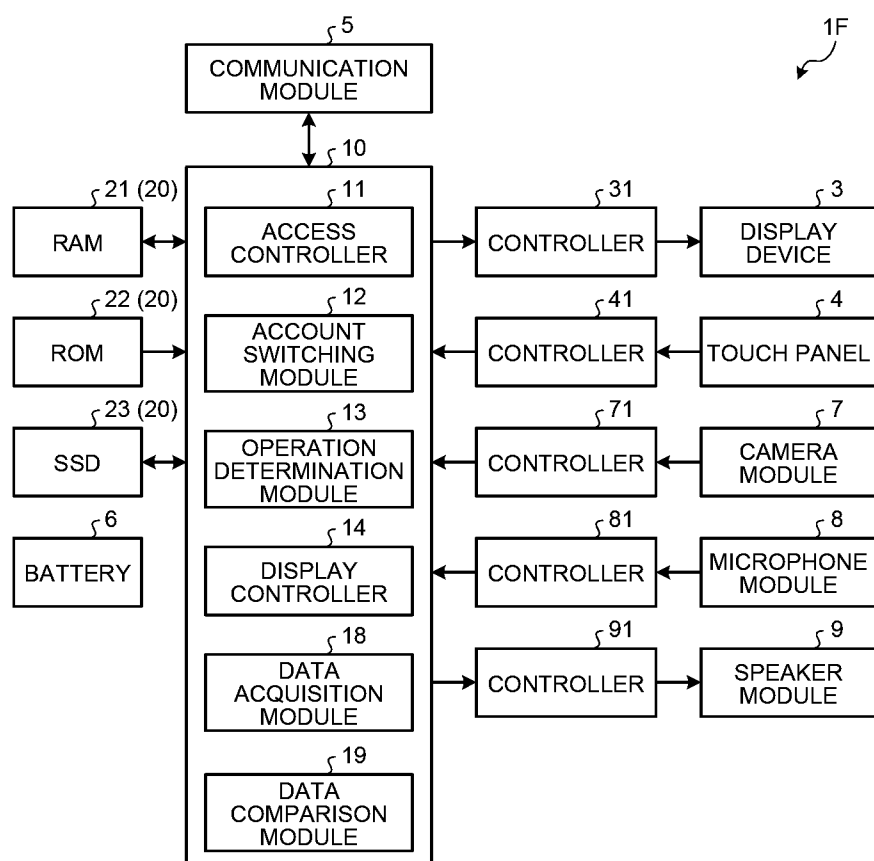 1F
5
COMMUNICATION
MODULE
10
21 (20)
RAM
11
ACCESS
CONTROLLER
31
CONTROLLER
3
DISPLAY
DEVICE
22 (20)
ROM
12
ACCOUNT
SWITCHING
MODULE
41
CONTROLLER
4
TOUCH PANEL
23 (20)
SSD
13
OPERATION
DETERMINATION
MODULE
71
CONTROLLER
7
CAMERA
MODULE
6
BATTERY
14
DISPLAY
CONTROLLER
81
CONTROLLER
8
MICROPHONE
MODULE
18
DATA
ACQUISITION
MODULE
91
CONTROLLER
9
SPEAKER
MODULE
19
DATA
COMPARISON
MODULE